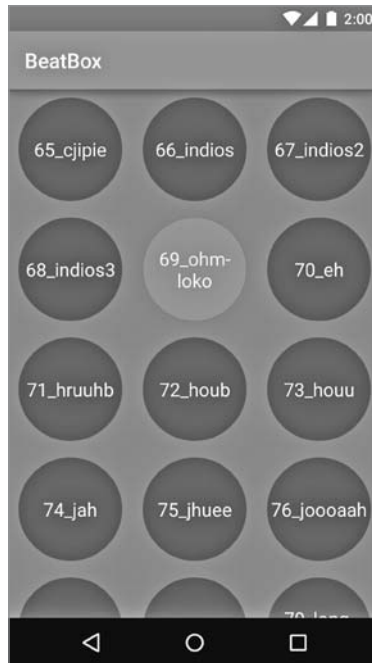 2:00
BeatBox
65_cjipie
66_indios
67_indios2
68_indios3
69_ohm-
loko
70_eh
71_hruuhb
72_houb
73_houu
74_jah
75_jhuee
76_joooaah